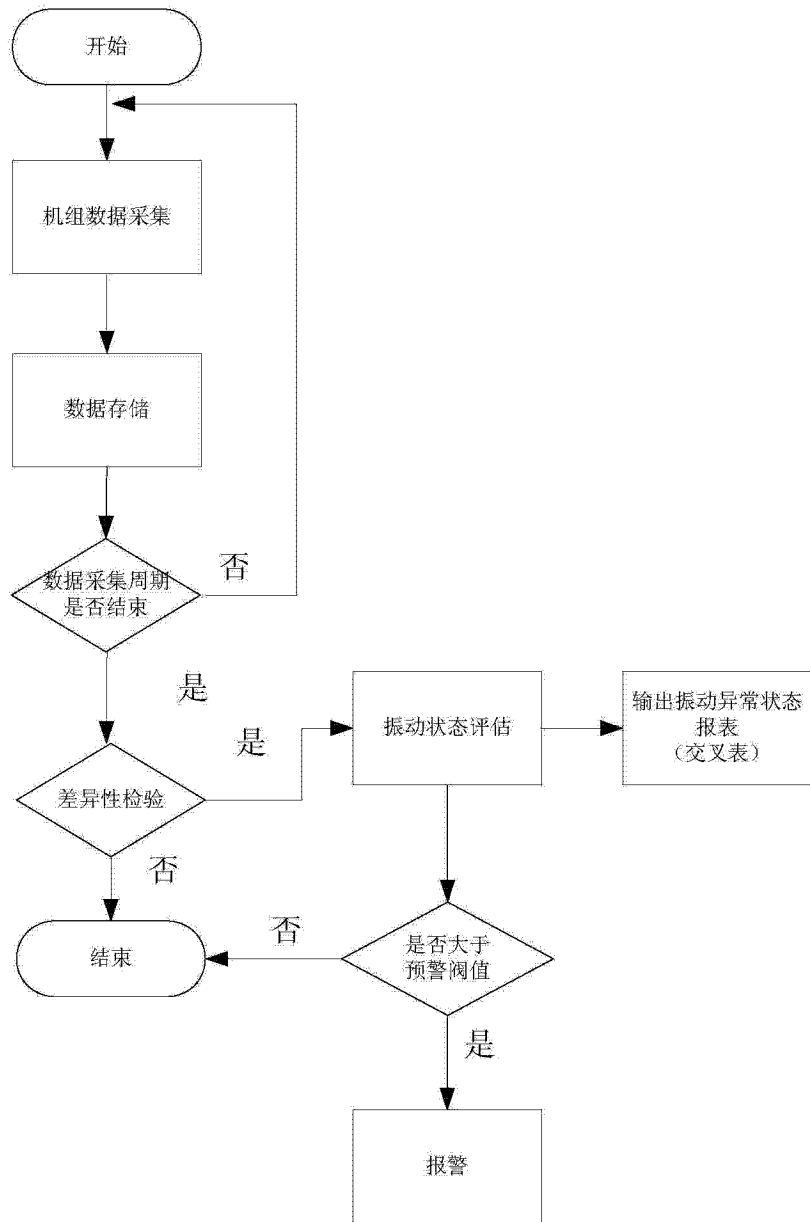 开始
机组数据采集
数据存储
数据采集周期
是否结束
否
是
差异性检验
是
否
振动状态评估
输出振动异常状态
报表
（交叉表）
结束
否
是否大于
预警阀值
是
报警